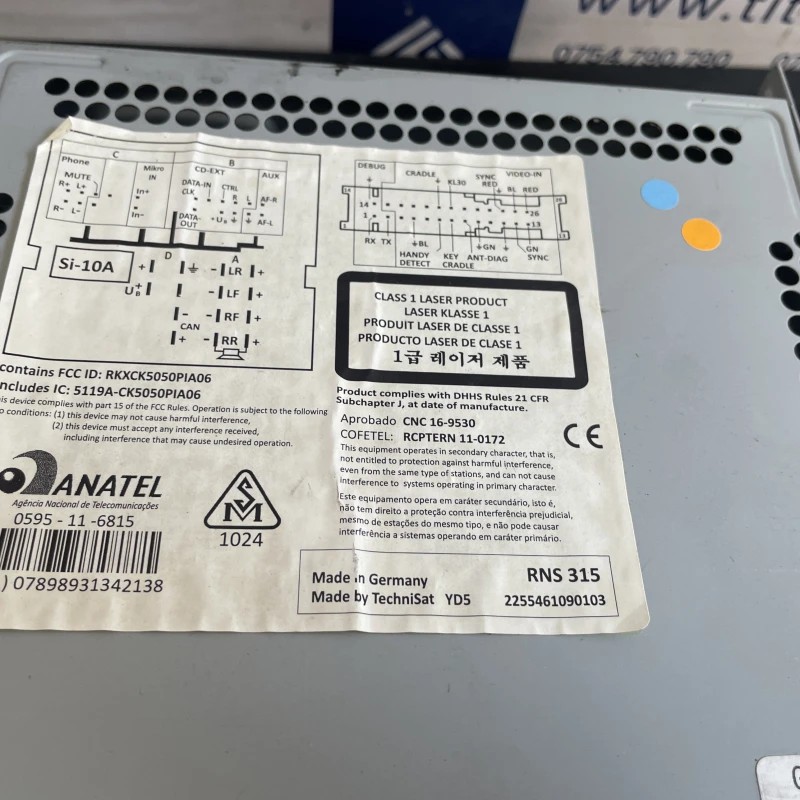 0754.780.780
Phone
C
Mikro
IN
B
CD-EXT
AUX
MUTE
R+ L+
In+
DATA-IN
CLK
CTRL
R L
AF-R
R- L-
In-
DATA-
OUT
+UB
AF-L
Si-10A
D
A
+
UB+
- LR +
- LF +
- RF +
- RR +
-
CAN
+
DEBUG
CRADLE
KL30
SYNC
RED
VIDEO-IN
BL RED
14
26
1
13
RX TX
BL
GN
GN
HANDY
DETECT
KEY
CRADLE
ANT-DIAG
SYNC
CLASS 1 LASER PRODUCT
LASER KLASSE 1
PRODUIT LASER DE CLASSE 1
PRODUCTO LASER DE CLASE 1
1급 레이저 제품
contains FCC ID: RKXCK5050PIA06
includes IC: 5119A-CK5050PIA06
this device complies with part 15 of the FCC Rules. Operation is subject to the following
conditions: (1) this device may not cause harmful interference,
(2) this device must accept any interference received,
including interference that may cause undesired operation.
Product complies with DHHS Rules 21 CFR
Subchapter J, at date of manufacture.
Aprobado CNC 16-9530
COFETEL: RCPTERN 11-0172
CE
This equipment operates in secondary character, that is,
not entitled to protection against harmful interference,
even from the same type of stations, and can not cause
interference to systems operating in primary character.
Este equipamento opera em caráter secundário, isto é,
não tem direito a proteção contra interferência prejudicial,
mesmo de estações do mesmo tipo, e não pode causar
interferência a sistemas operando em caráter primário.
ANATEL
Agência Nacional de Telecomunicações
0595 - 11 -6815
) 07898931342138
SM
1024
Made in Germany
Made by TechniSat YD5
RNS 315
2255461090103